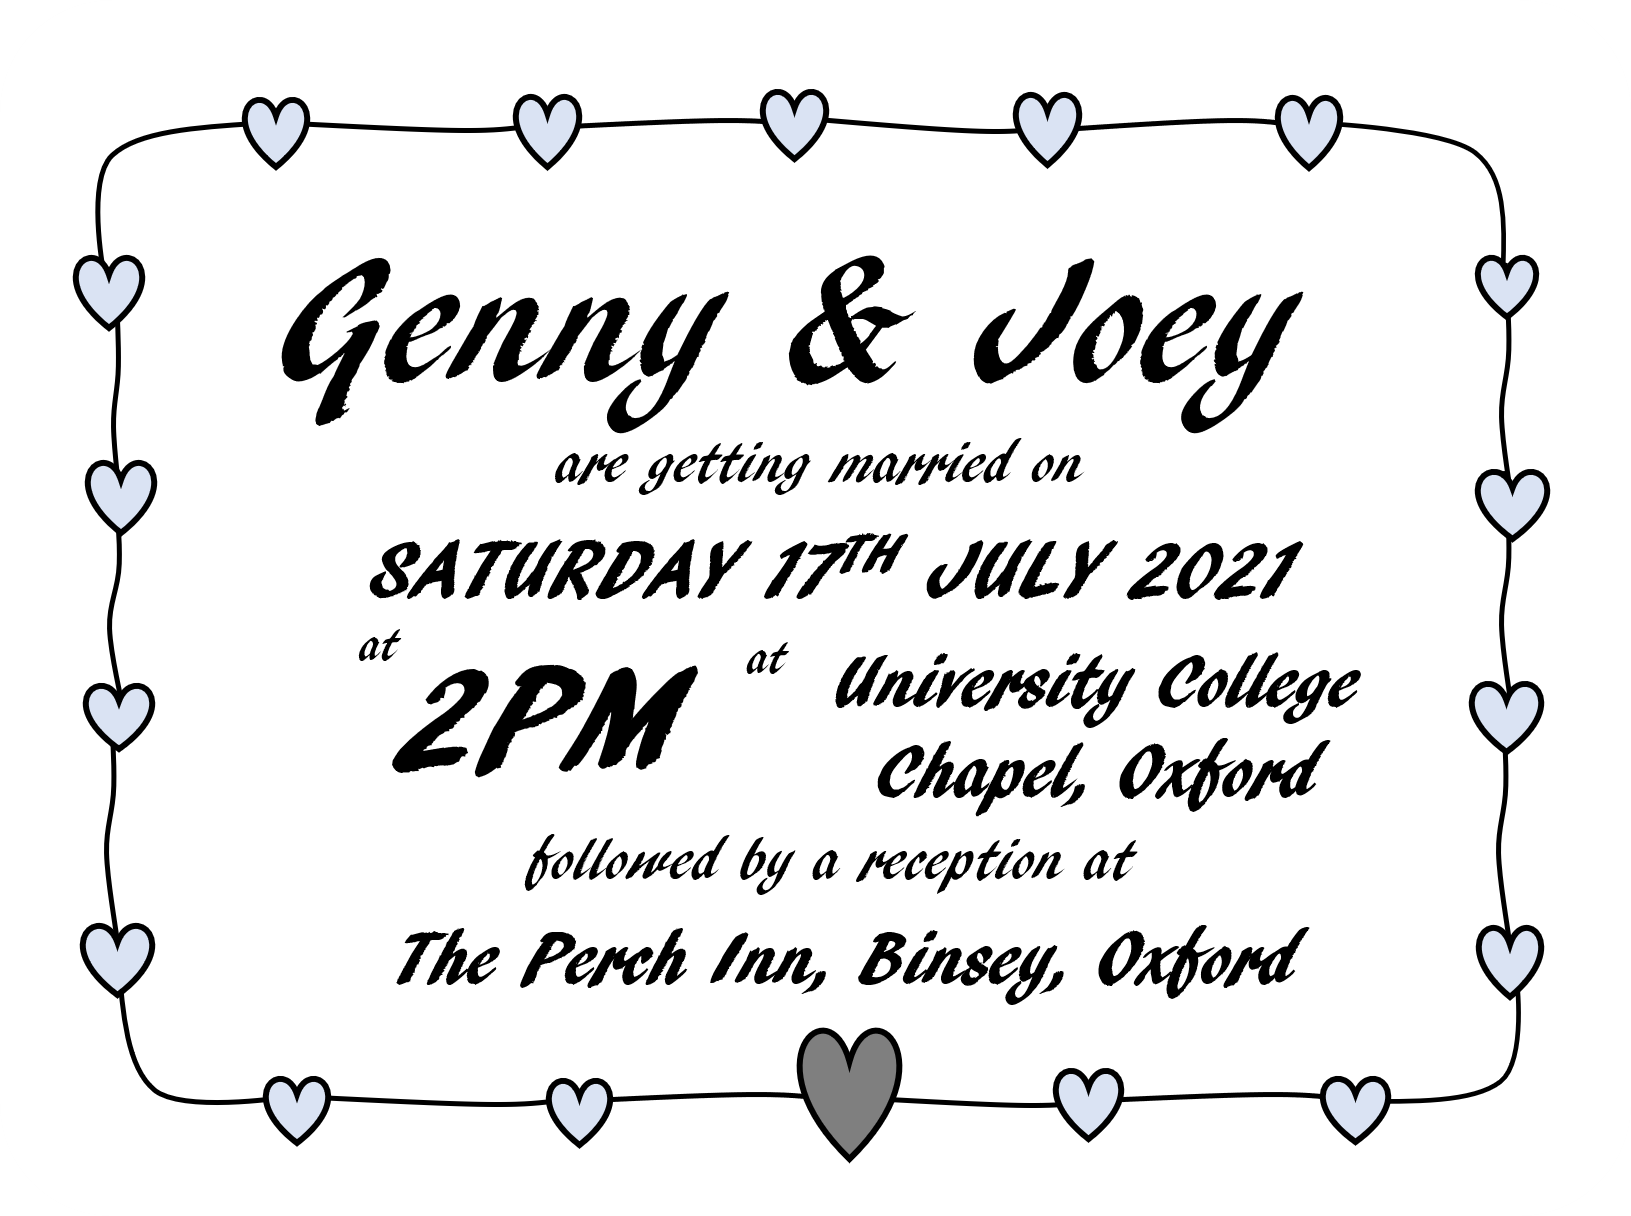 Genny & Joey
are getting married on
SATURDAY 17TH JULY 2021
at 2PM
at University College
Chapel, Oxford
followed by a reception at
The Perch Inn, Binsey, Oxford